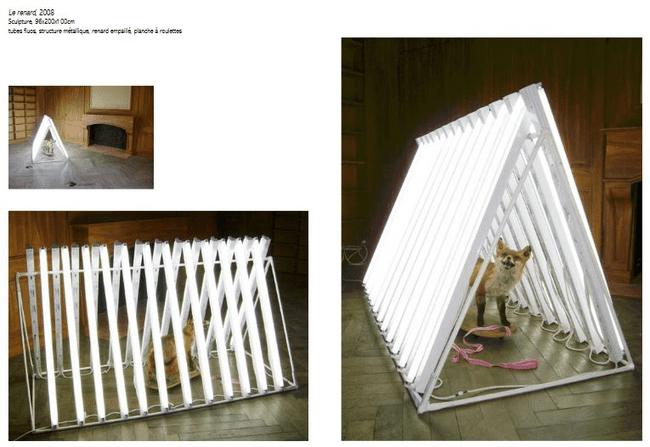 Le renard, 2008
Sculpture, 96x200x100cm
tubes fluos, structure métallique, renard empaillé, planche à roulettes